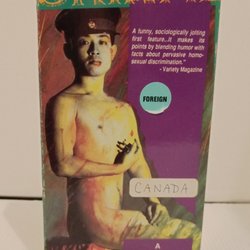 A funny, sociologically jolting
first feature...it makes its
points by blending humor with
facts about pervasive homo-
sexual discrimination."
- Variety Magazine
FOREIGN
CANADA
A